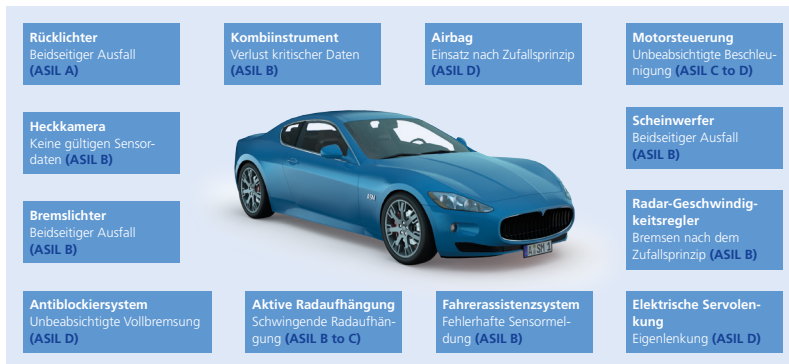 Rücklichter
Beidseitiger Ausfall
(ASIL A)
Kombiinstrument
Verlust kritischer Daten
(ASIL B)
Airbag
Einsatz nach Zufallsprinzip
(ASIL D)
Motorsteuerung
Unbeabsichtigte Beschleu-
nigung (ASIL C to D)
Heckkamera
Keine gültigen Sensor-
daten (ASIL B)
Scheinwerfer
Beidseitiger Ausfall
(ASIL B)
Bremslichter
Beidseitiger Ausfall
(ASIL B)
Radar-Geschwindig-
keitsregler
Bremsen nach dem
Zufallsprinzip (ASIL B)
Antiblockiersystem
Unbeabsichtigte Vollbremsung
(ASIL D)
Aktive Radaufhängung
Schwingende Radaufhän-
gung (ASIL B to C)
Fahrerassistenzsystem
Fehlerhafte Sensormel-
dung (ASIL B)
Elektrische Servolen-
kung
Eigenlenkung (ASIL D)